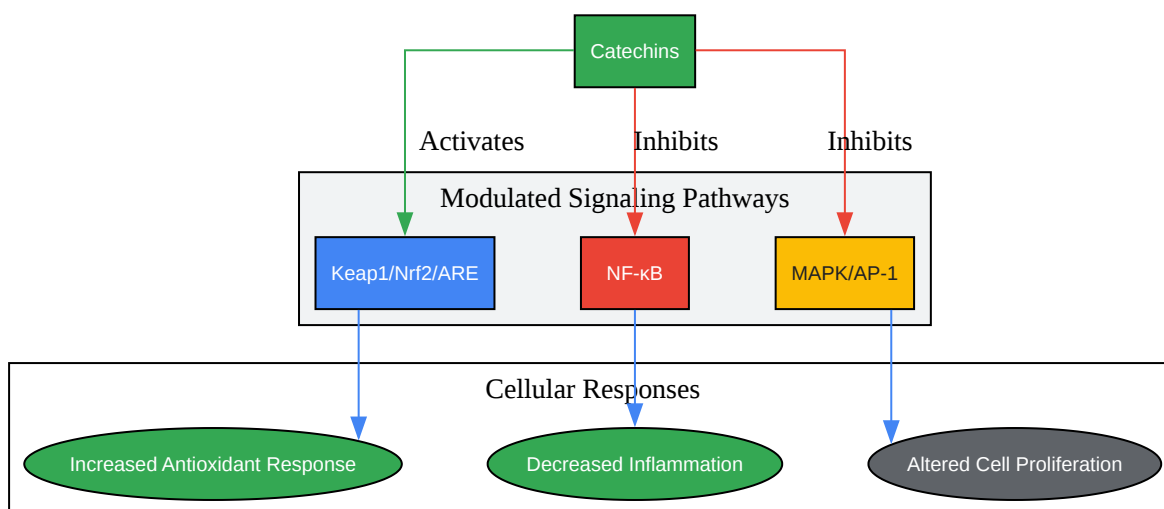 Catechins
Activates
Inhibits
Inhibits
Modulated Signaling Pathways
Keap1/Nrf2/ARE
NF-κB
MAPK/AP-1
Cellular Responses
Increased Antioxidant Response
Decreased Inflammation
Altered Cell Proliferation